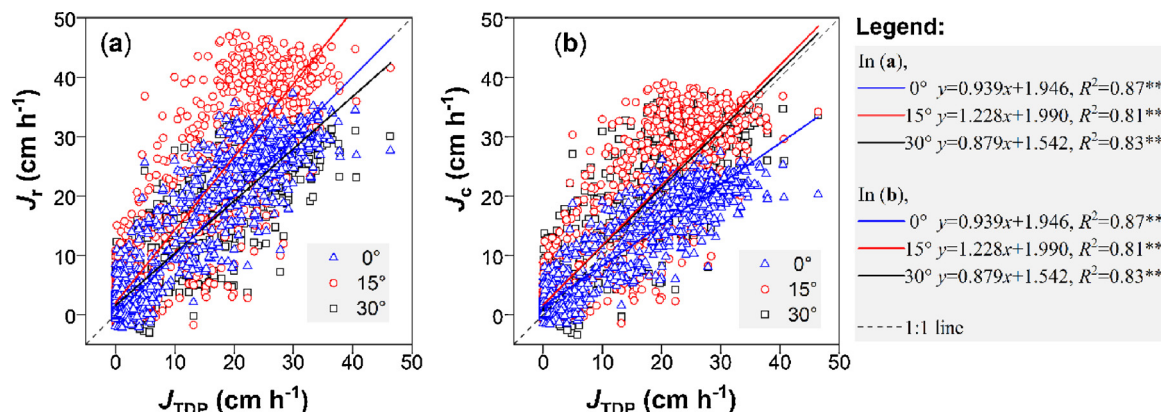 (a)
50
40
30
20
10
0
J_r (cm h⁻¹)
0°
15°
30°
0 10 20 30 40 50
J_TDP (cm h⁻¹)
(b)
50
40
30
20
10
0
J_c (cm h⁻¹)
0°
15°
30°
0 10 20 30 40 50
J_TDP (cm h⁻¹)
Legend:
In (a),
0° y=0.939x+1.946, R²=0.87**
15° y=1.228x+1.990, R²=0.81**
30° y=0.879x+1.542, R²=0.83**
In (b),
0° y=0.939x+1.946, R²=0.87**
15° y=1.228x+1.990, R²=0.81**
30° y=0.879x+1.542, R²=0.83**
1:1 line